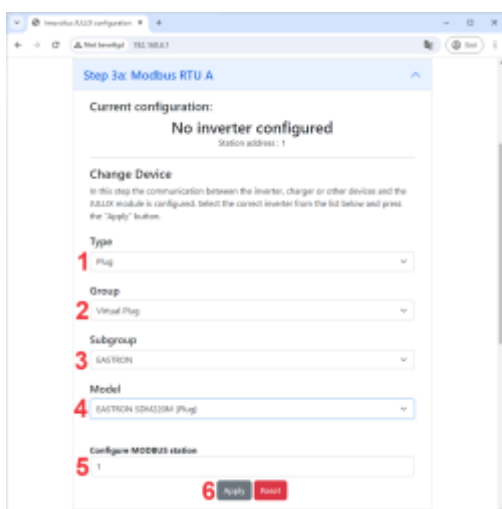 Step 3a: Modbus RTU A
Current configuration:
No inverter configured
Station address: 1
Change Device
In this step the communication between the inverter, charger or other devices and the
module is configured. Select the correct inverter from the list below and press
the "Apply" button.
Type
1 Plug
Group
2 Virtual Plug
Subgroup
3 EASTRON
Model
4 EASTRON SDM220M (Plug)
Configure MODBUS station
5 1
6 Apply Reset